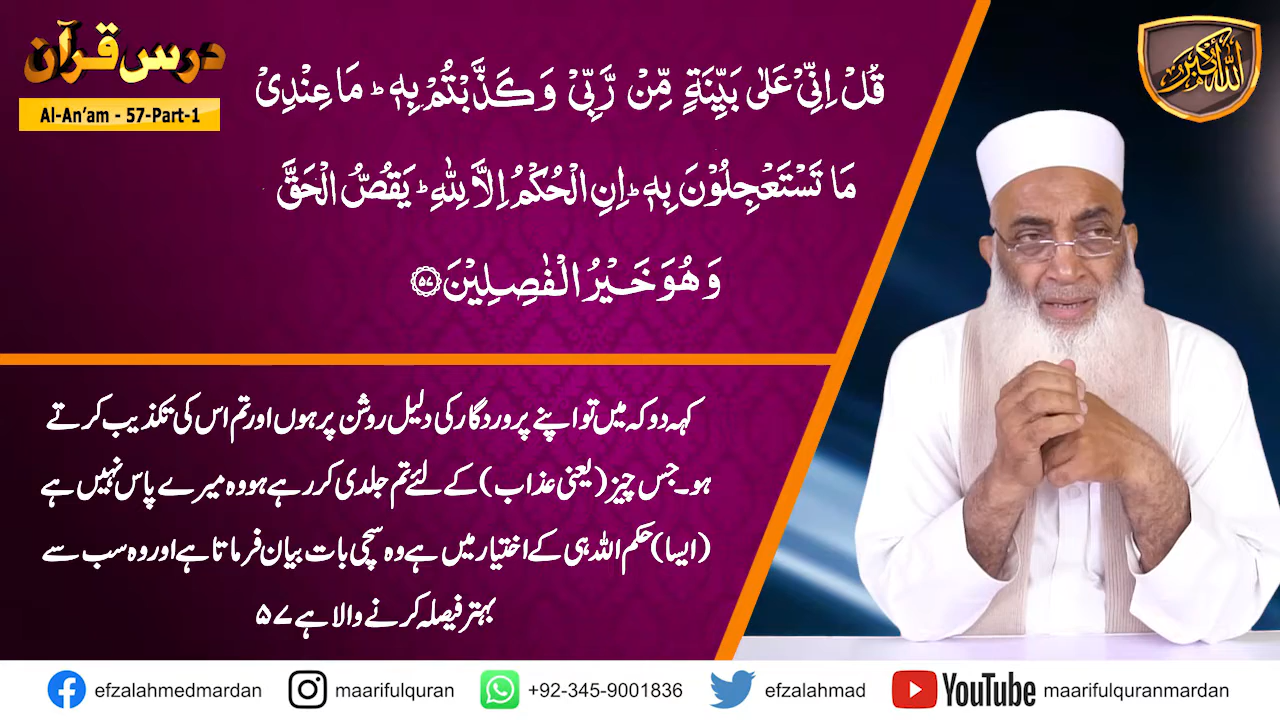 درس قرآن
Al-An'am - 57-Part-1
قُلْ اِنِّیْ عَلٰی بَیِّنَةٍ مِّنْ رَّبِّیْ وَكَذَّبْتُمْ بِهٖ ؕ مَا عِنْدِیْ
مَا تَسْتَعْجِلُوْنَ بِهٖ ؕ اِنِ الْحُكْمُ اِلَّا لِلّٰهِ ؕ یَقُصُّ الْحَقَّ
وَهُوَ خَیْرُ الْفٰصِلِیْنَ ۵۷
کہہ دو کہ میں تو اپنے پروردگار کی دلیل روشن پر ہوں اور تم اس کی تکذیب کرتے
ہو۔ جس چیز (یعنی عذاب) کے لئے تم جلدی کر رہے ہو وہ میرے پاس نہیں ہے
(ایسا) حکم اللہ ہی کے اختیار میں ہے وہ سچی بات بیان فرماتا ہے اور وہ سب سے
بہتر فیصلہ کرنے والا ہے ۵۷
الله أكبر
efzalahmedmardan
maarifulquran
+92-345-9001836
efzalahmad
YouTube maarifulquranmardan